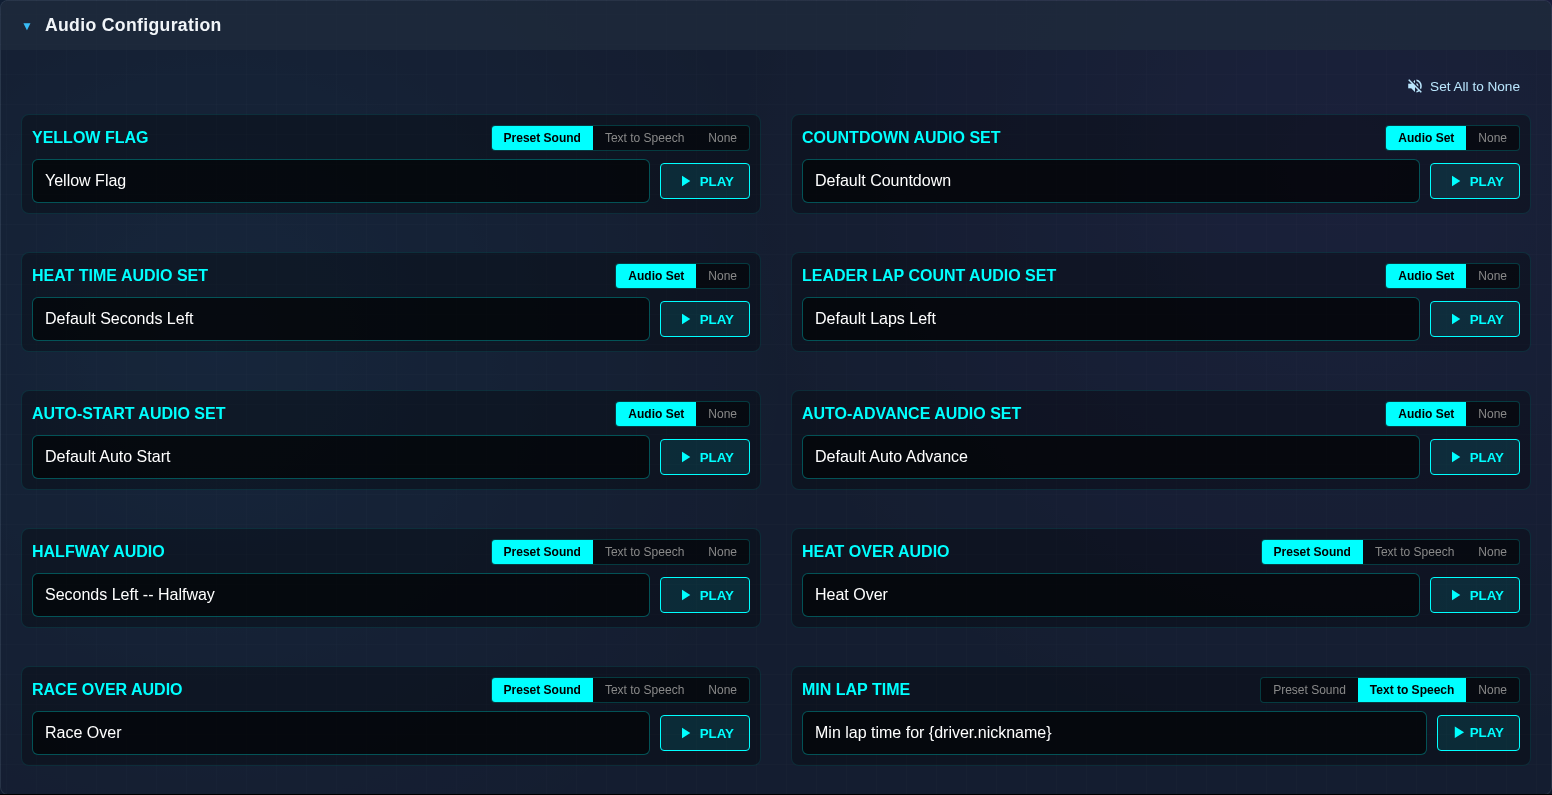 Audio Configuration
Set All to None
YELLOW FLAG Preset Sound Text to Speech None
Yellow Flag PLAY
COUNTDOWN AUDIO SET Audio Set None
Default Countdown PLAY
HEAT TIME AUDIO SET Audio Set None
Default Seconds Left PLAY
LEADER LAP COUNT AUDIO SET Audio Set None
Default Laps Left PLAY
AUTO-START AUDIO SET Audio Set None
Default Auto Start PLAY
AUTO-ADVANCE AUDIO SET Audio Set None
Default Auto Advance PLAY
HALFWAY AUDIO Preset Sound Text to Speech None
Seconds Left -- Halfway PLAY
HEAT OVER AUDIO Preset Sound Text to Speech None
Heat Over PLAY
RACE OVER AUDIO Preset Sound Text to Speech None
Race Over PLAY
MIN LAP TIME Preset Sound Text to Speech None
Min lap time for {driver.nickname} PLAY